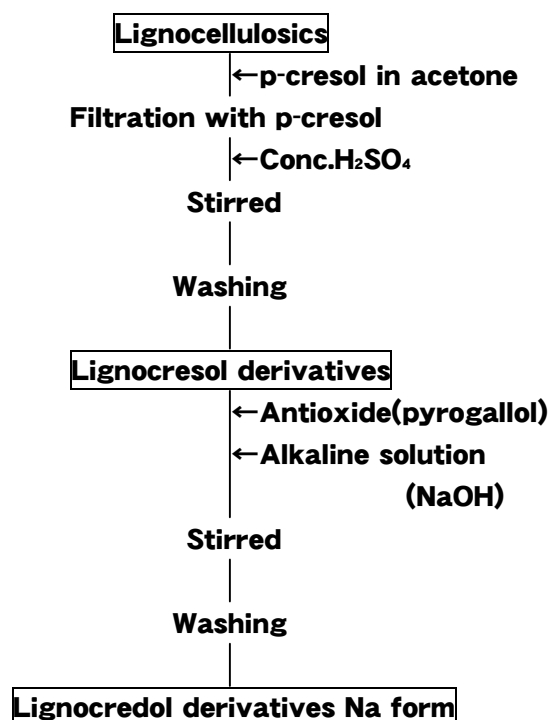 Lignocellulosics
←p-cresol in acetone
Filtration with p-cresol
←Conc.H₂SO₄
Stirred
Washing
Lignocresol derivatives
←Antioxide(pyrogallol)
←Alkaline solution
(NaOH)
Stirred
Washing
Lignocredol derivatives Na form